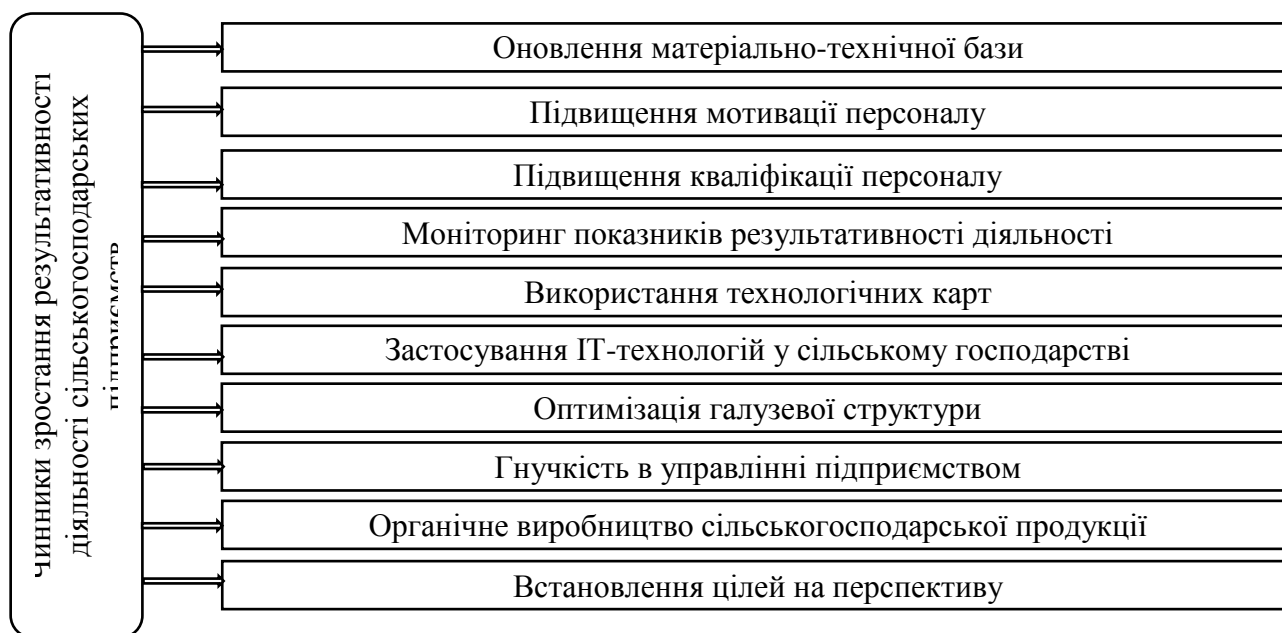 Чинники зростання результативності
діяльності сільськогосподарських
підприємств
Оновлення матеріально-технічної бази
Підвищення мотивації персоналу
Підвищення кваліфікації персоналу
Моніторинг показників результативності діяльності
Використання технологічних карт
Застосування ІТ-технологій у сільському господарстві
Оптимізація галузевої структури
Гнучкість в управлінні підприємством
Органічне виробництво сільськогосподарської продукції
Встановлення цілей на перспективу